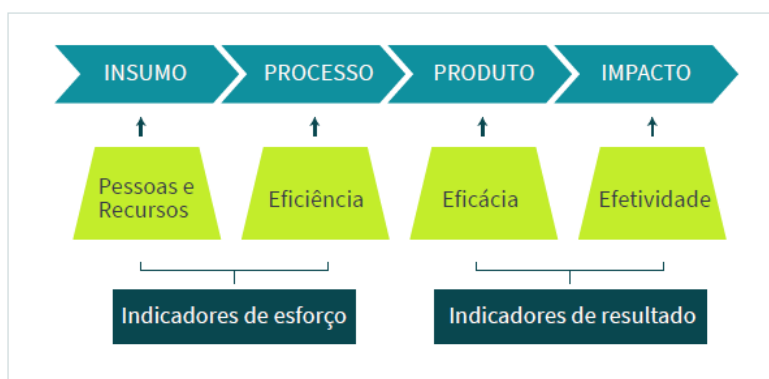 INSUMO
PROCESSO
PRODUTO
IMPACTO
Pessoas e
Recursos
Eficiência
Eficácia
Efetividade
Indicadores de esforço
Indicadores de resultado